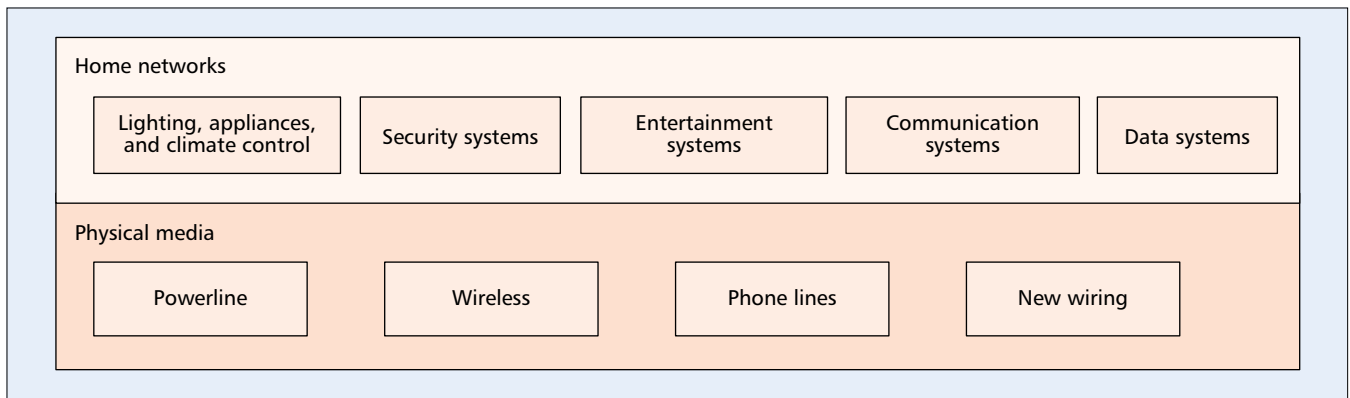 Home networks
Lighting, appliances,
and climate control
Security systems
Entertainment
systems
Communication
systems
Data systems
Physical media
Powerline
Wireless
Phone lines
New wiring